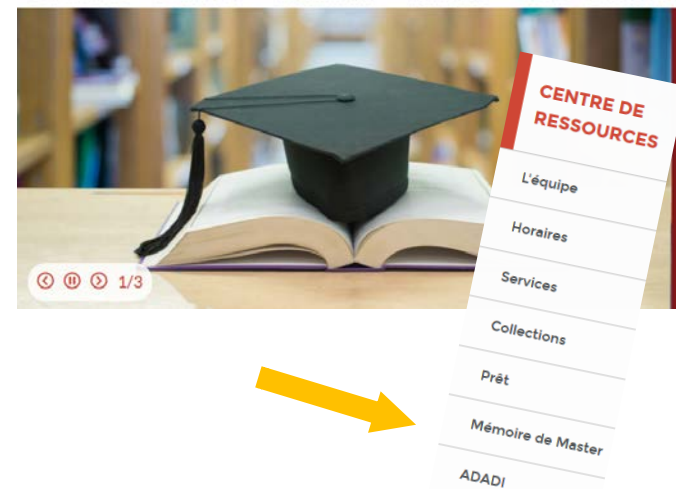 CENTRE DE
RESSOURCES
L'équipe
Horaires
Services
Collections
Prêt
Mémoire de Master
ADADI
1/3